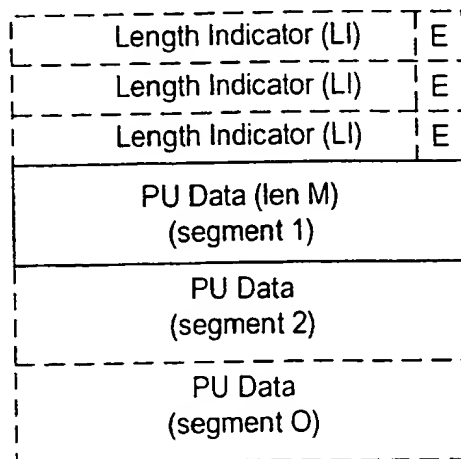 Length Indicator (LI) E
Length Indicator (LI) E
Length Indicator (LI) E
PU Data (len M)
(segment 1)
PU Data
(segment 2)
PU Data
(segment O)